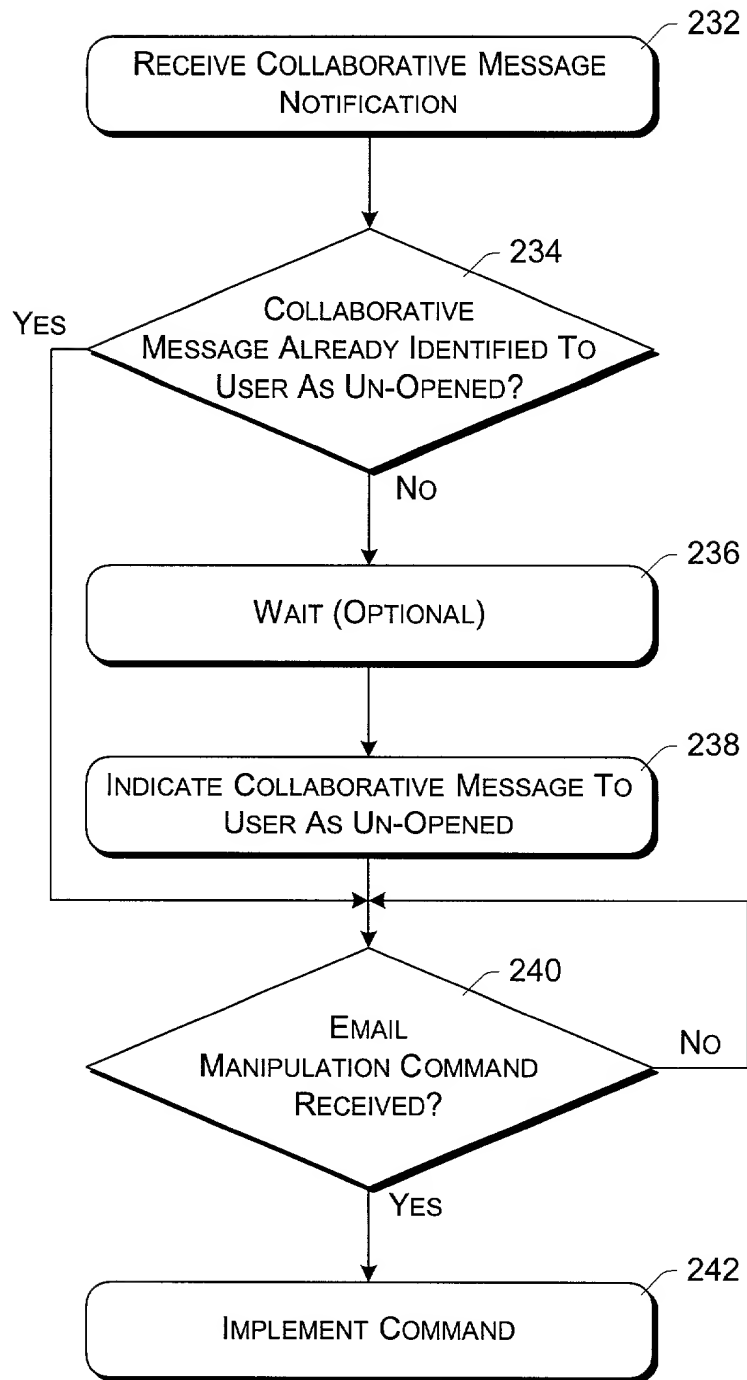 232
RECEIVE COLLABORATIVE MESSAGE
NOTIFICATION
234
YES
COLLABORATIVE
MESSAGE ALREADY IDENTIFIED TO
USER AS UN-OPENED?
NO
236
WAIT (OPTIONAL)
238
INDICATE COLLABORATIVE MESSAGE TO
USER AS UN-OPENED
240
EMAIL
MANIPULATION COMMAND
RECEIVED?
NO
YES
242
IMPLEMENT COMMAND